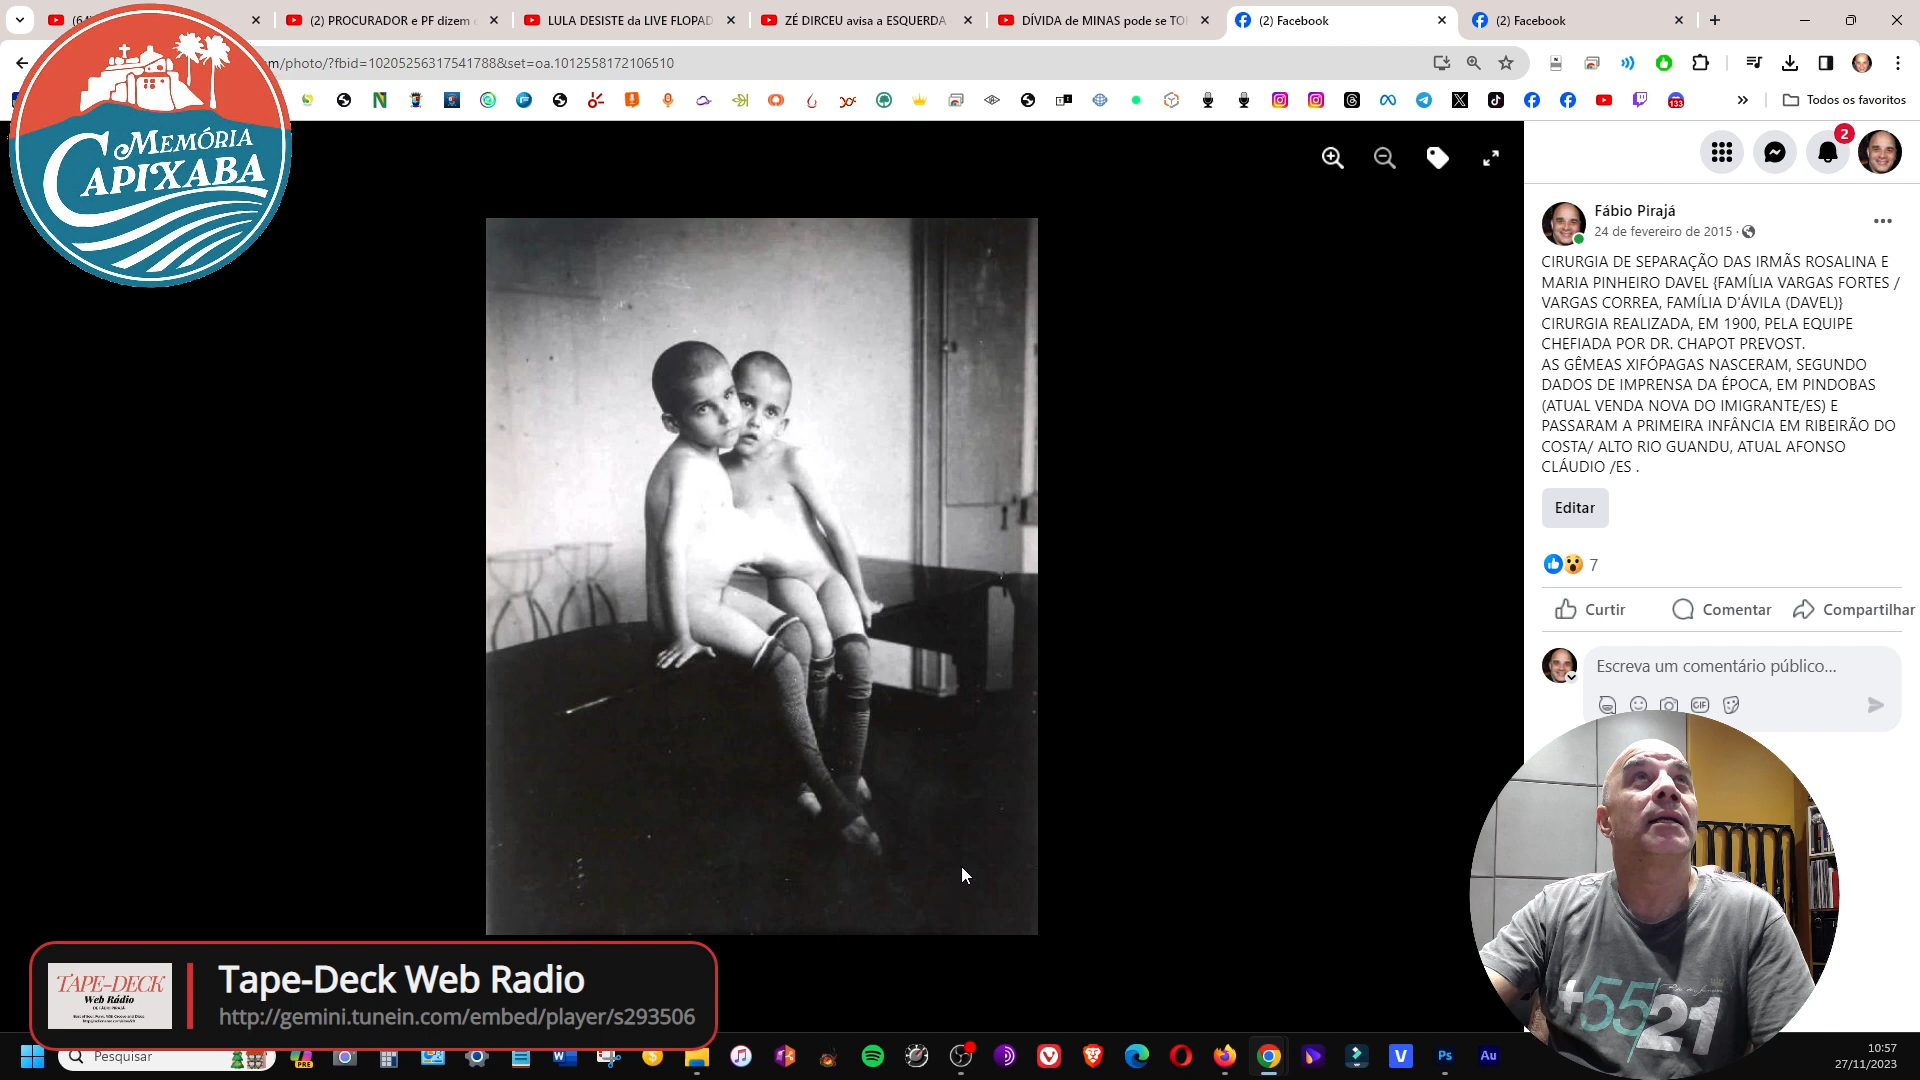 (2) PROCURADOR e PF dizem
LULA DESISTE da LIVE FLOPAD
ZÉ DIRCEU avisa a ESQUERDA
DÍVIDA de MINAS pode se TO
(2) Facebook
(2) Facebook
m/photo/?fbid=10205256317541788&set=oa.1012558172106510
Todos os favoritos
MEMÓRIA
CAPIXABA
2
Fábio Pirajá
24 de fevereiro de 2015 ·
CIRURGIA DE SEPARAÇÃO DAS IRMÃS ROSALINA E
MARIA PINHEIRO DAVEL {FAMÍLIA VARGAS FORTES /
VARGAS CORREA, FAMÍLIA D'ÁVILA (DAVEL)}
CIRURGIA REALIZADA, EM 1900, PELA EQUIPE
CHEFIADA POR DR. CHAPOT PREVOST.
AS GÊMEAS XIFÓPAGAS NASCERAM, SEGUNDO
DADOS DE IMPRENSA DA ÉPOCA, EM PINDOBAS
(ATUAL VENDA NOVA DO IMIGRANTE/ES) E
PASSARAM A PRIMEIRA INFÂNCIA EM RIBEIRÃO DO
COSTA/ ALTO RIO GUANDU, ATUAL AFONSO
CLÁUDIO /ES .
Editar
7
Curtir Comentar Compartilhar
Escreva um comentário público...
GIF
+5521
TAPE-DECK
Web Rádio
Tape-Deck Web Radio
http://gemini.tunein.com/embed/player/s293506
Pesquisar
10:57
27/11/2023